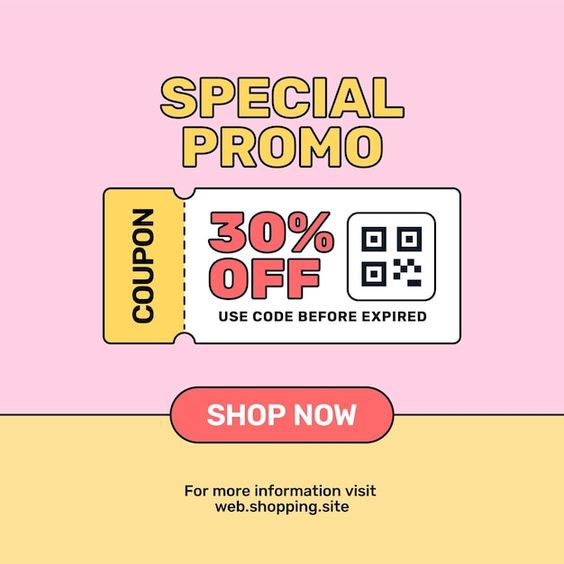 SPECIAL
PROMO
COUPON
30%
OFF
USE CODE BEFORE EXPIRED
SHOP NOW
For more information visit
web.shopping.site